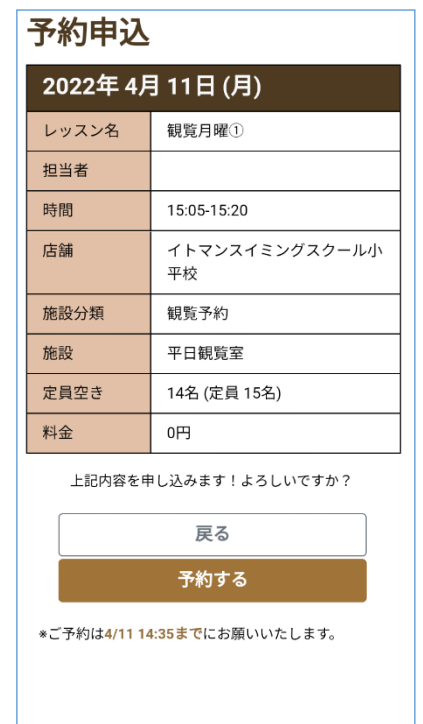 予約申込
2022年 4月 11日 (月)
レッスン名 観覧月曜①
担当者
時間 15:05-15:20
店舗 イトマンスイミングスクール小
平校
施設分類 観覧予約
施設 平日観覧室
定員空き 14名 (定員 15名)
料金 0円
上記内容を申し込みます！よろしいですか？
戻る
予約する
※ご予約は4/11 14:35までにお願いいたします。